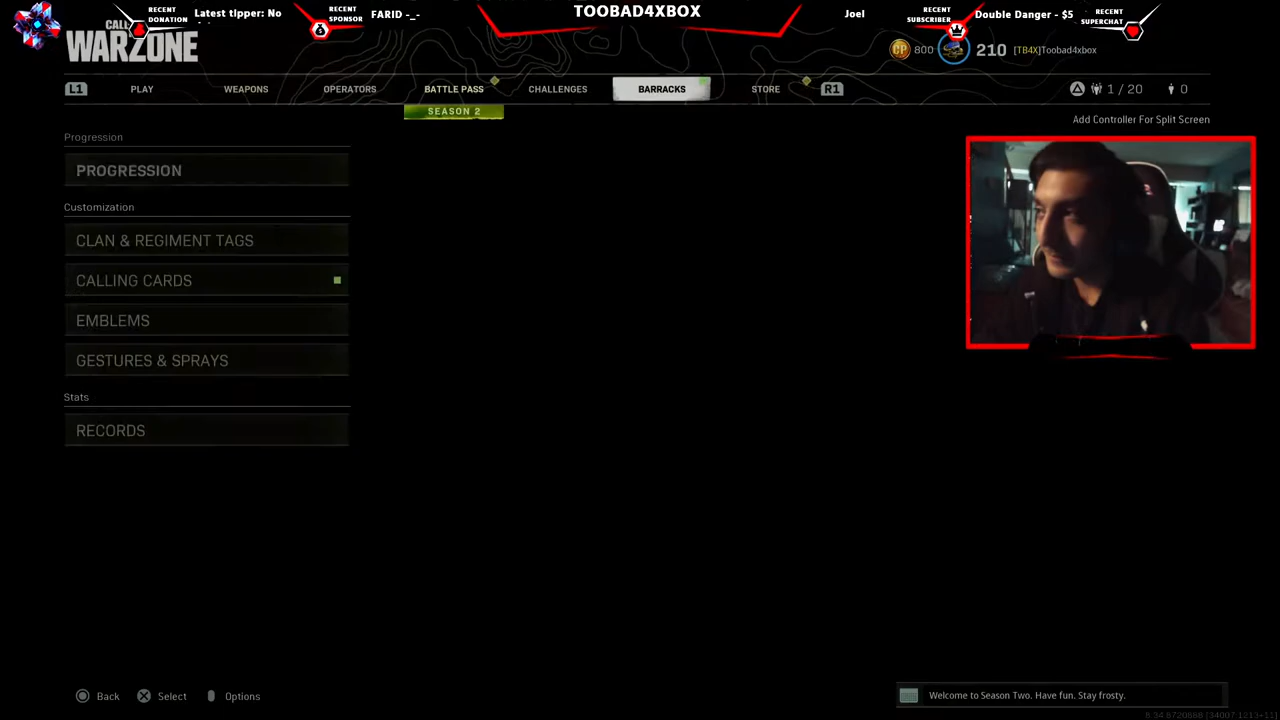 RECENT DONATION
Latest tipper: No
RECENT SPONSOR
FARID -_-
TOOBAD4XBOX
Joel
RECENT SUBSCRIBER
Double Danger - $5
RECENT SUPERCHAT
CALL
WARZONE
CP 800 210 [TB4X]Toobad4xbox
L1 PLAY WEAPONS OPERATORS BATTLE PASS CHALLENGES BARRACKS STORE R1 1 / 20 0
SEASON 2
Add Controller For Split Screen
Progression
PROGRESSION
Customization
CLAN & REGIMENT TAGS
CALLING CARDS
EMBLEMS
GESTURES & SPRAYS
Stats
RECORDS
Back Select Options
Welcome to Season Two. Have fun. Stay frosty.